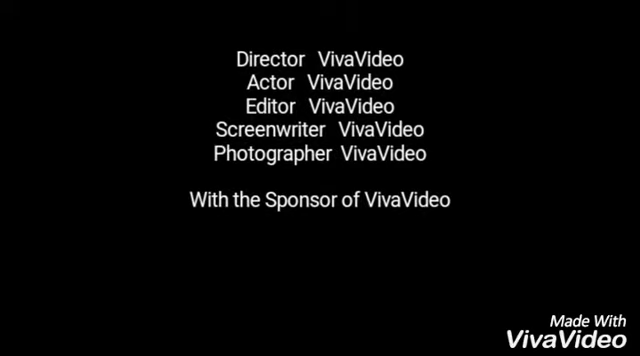 Director VivaVideo
Actor VivaVideo
Editor VivaVideo
Screenwriter VivaVideo
Photographer VivaVideo
With the Sponsor of VivaVideo
Made With
VivaVideo